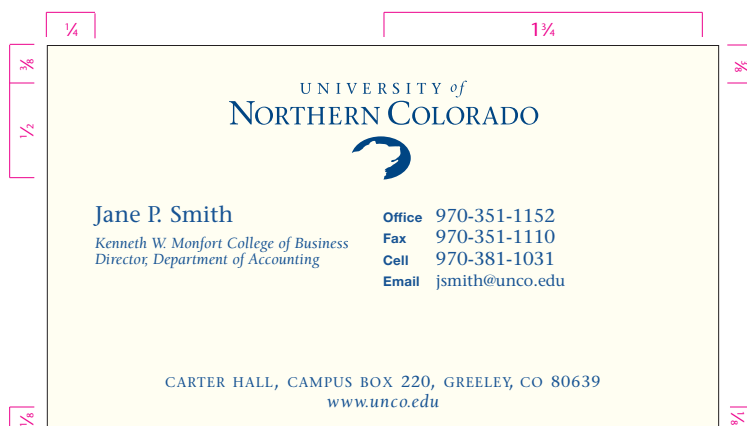 ¼ 1¾
⅜ ⅜
UNIVERSITY of
NORTHERN COLORADO
1/2
Jane P. Smith
Kenneth W. Monfort College of Business
Director, Department of Accounting
Office 970-351-1152
Fax 970-351-1110
Cell 970-381-1031
Email jsmith@unco.edu
CARTER HALL, CAMPUS BOX 220, GREELEY, CO 80639
www.unco.edu
⅛ ⅛